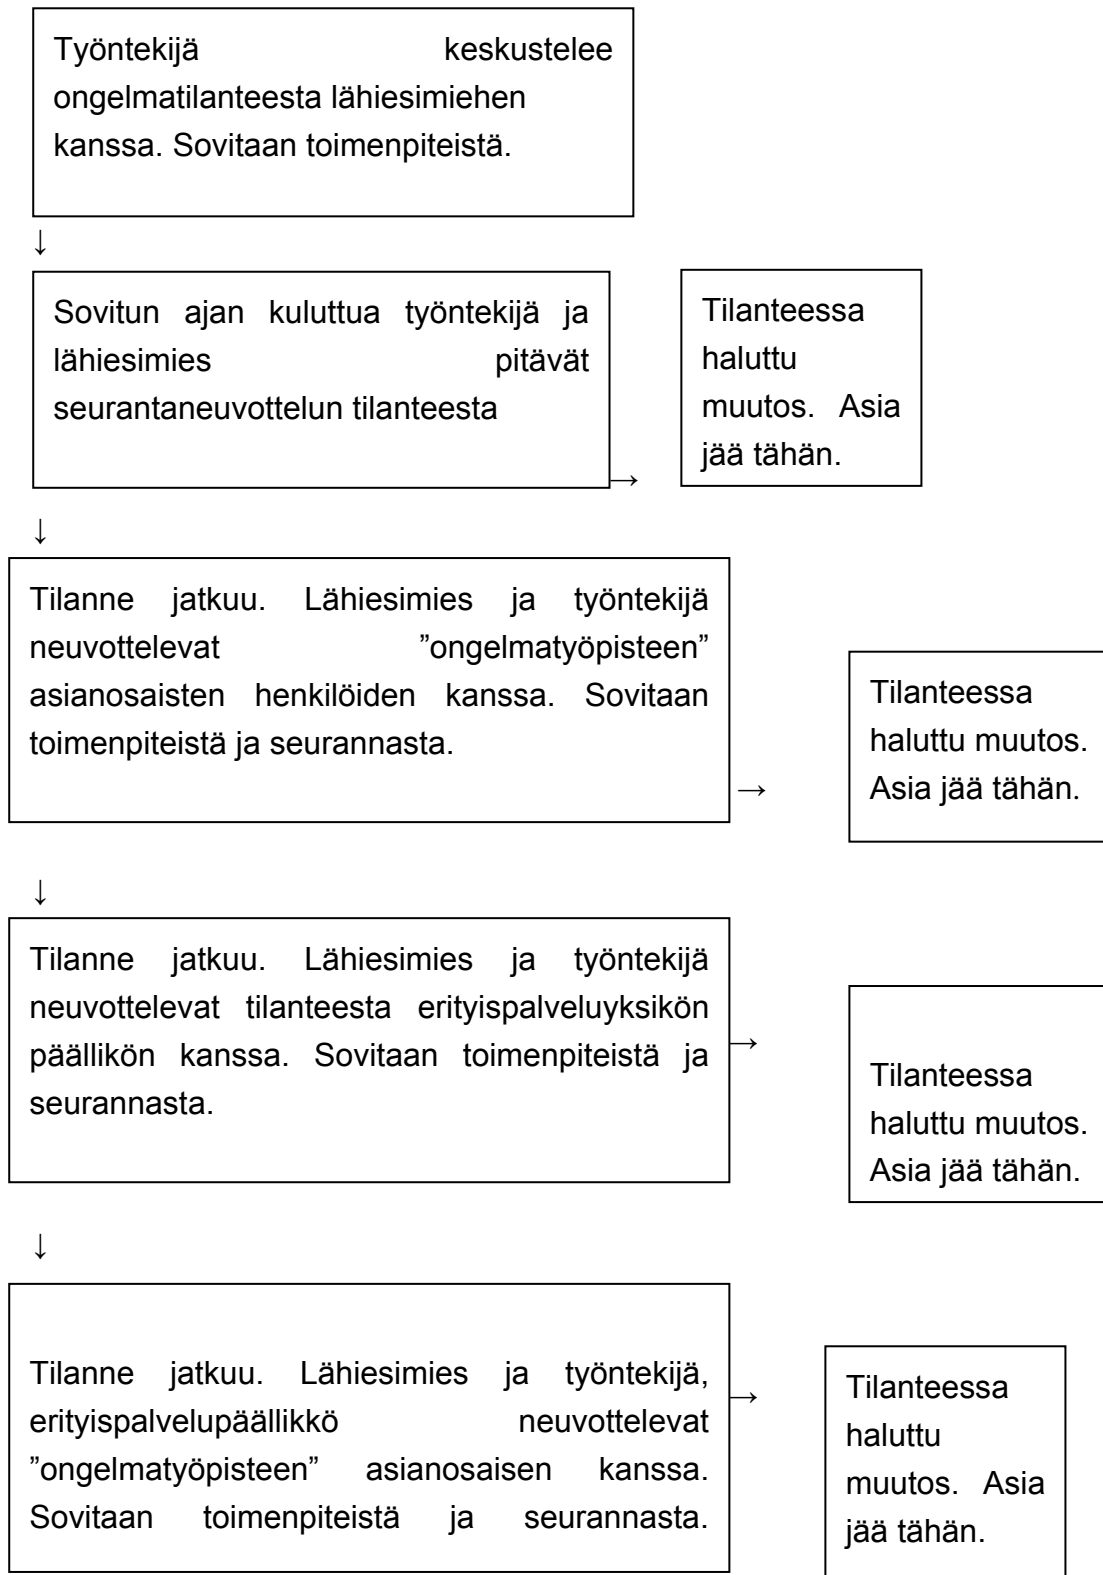 Työntekijä keskustelee
ongelmatilanteesta lähiesimiehen
kanssa. Sovitaan toimenpiteistä.
↓
Sovitun ajan kuluttua työntekijä ja
lähiesimies pitävät
seurantaneuvottelun tilanteesta
→
Tilanteessa
haluttu
muutos. Asia
jää tähän.
↓
Tilanne jatkuu. Lähiesimies ja työntekijä
neuvottelevat ”ongelmatyöpisteen”
asianosaisten henkilöiden kanssa. Sovitaan
toimenpiteistä ja seurannasta.
→
Tilanteessa
haluttu muutos.
Asia jää tähän.
↓
Tilanne jatkuu. Lähiesimies ja työntekijä
neuvottelevat tilanteesta erityispalveluyksikön
päällikön kanssa. Sovitaan toimenpiteistä ja
seurannasta.
→
Tilanteessa
haluttu muutos.
Asia jää tähän.
↓
Tilanne jatkuu. Lähiesimies ja työntekijä,
erityispalvelupäällikkö neuvottelevat
”ongelmatyöpisteen” asianosaisen kanssa.
Sovitaan toimenpiteistä ja seurannasta.
→
Tilanteessa
haluttu
muutos. Asia
jää tähän.